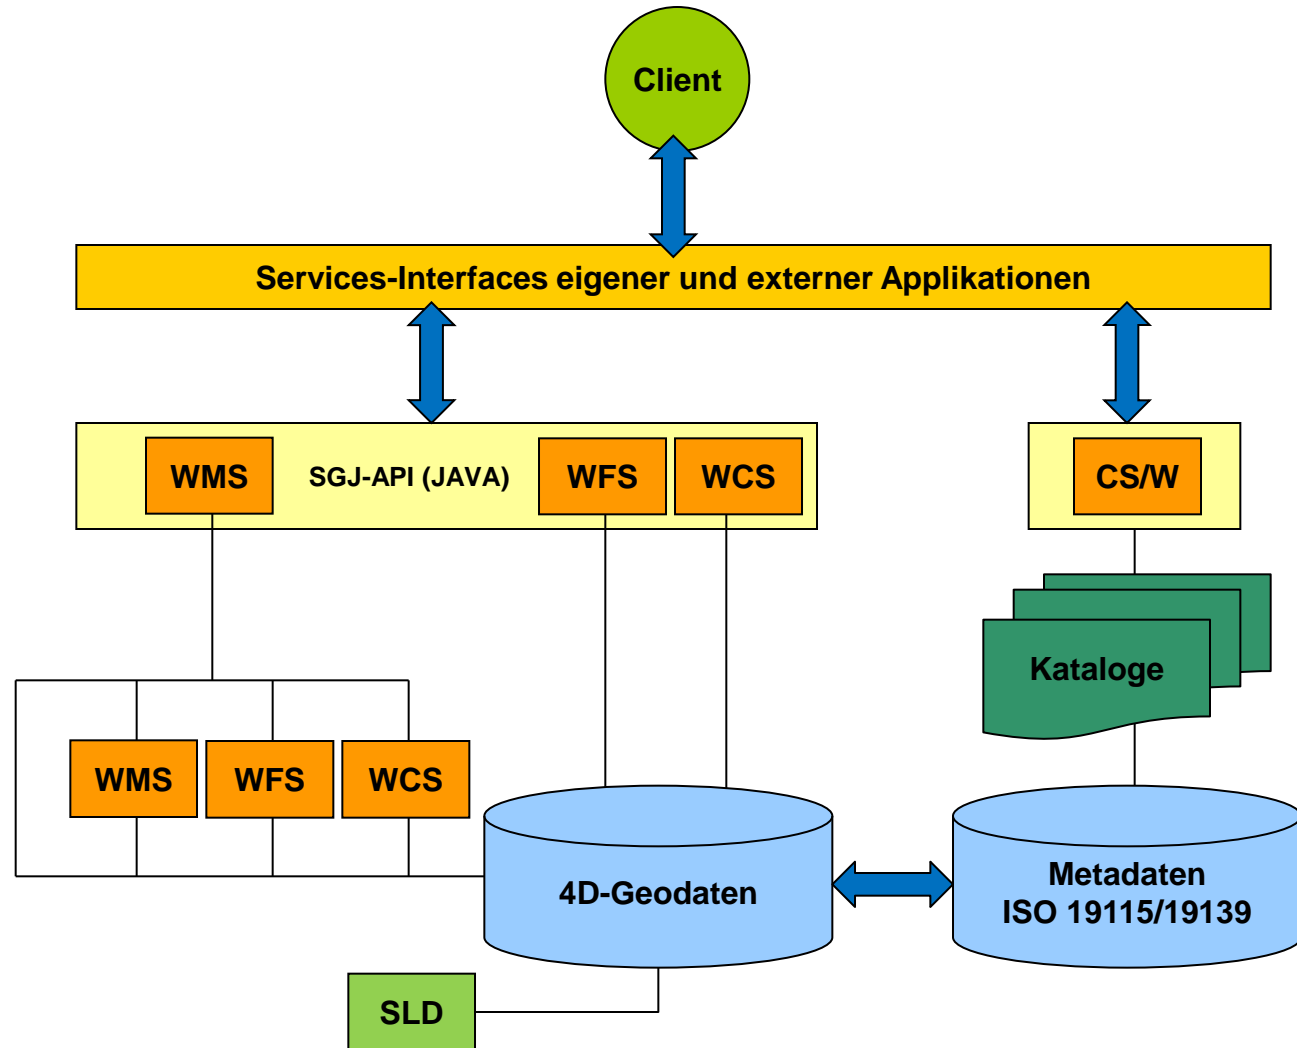 Client
Services-Interfaces eigener und externer Applikationen
WMS
SGJ-API (JAVA)
WFS
WCS
CS/W
Kataloge
WMS
WFS
WCS
4D-Geodaten
Metadaten
ISO 19115/19139
SLD